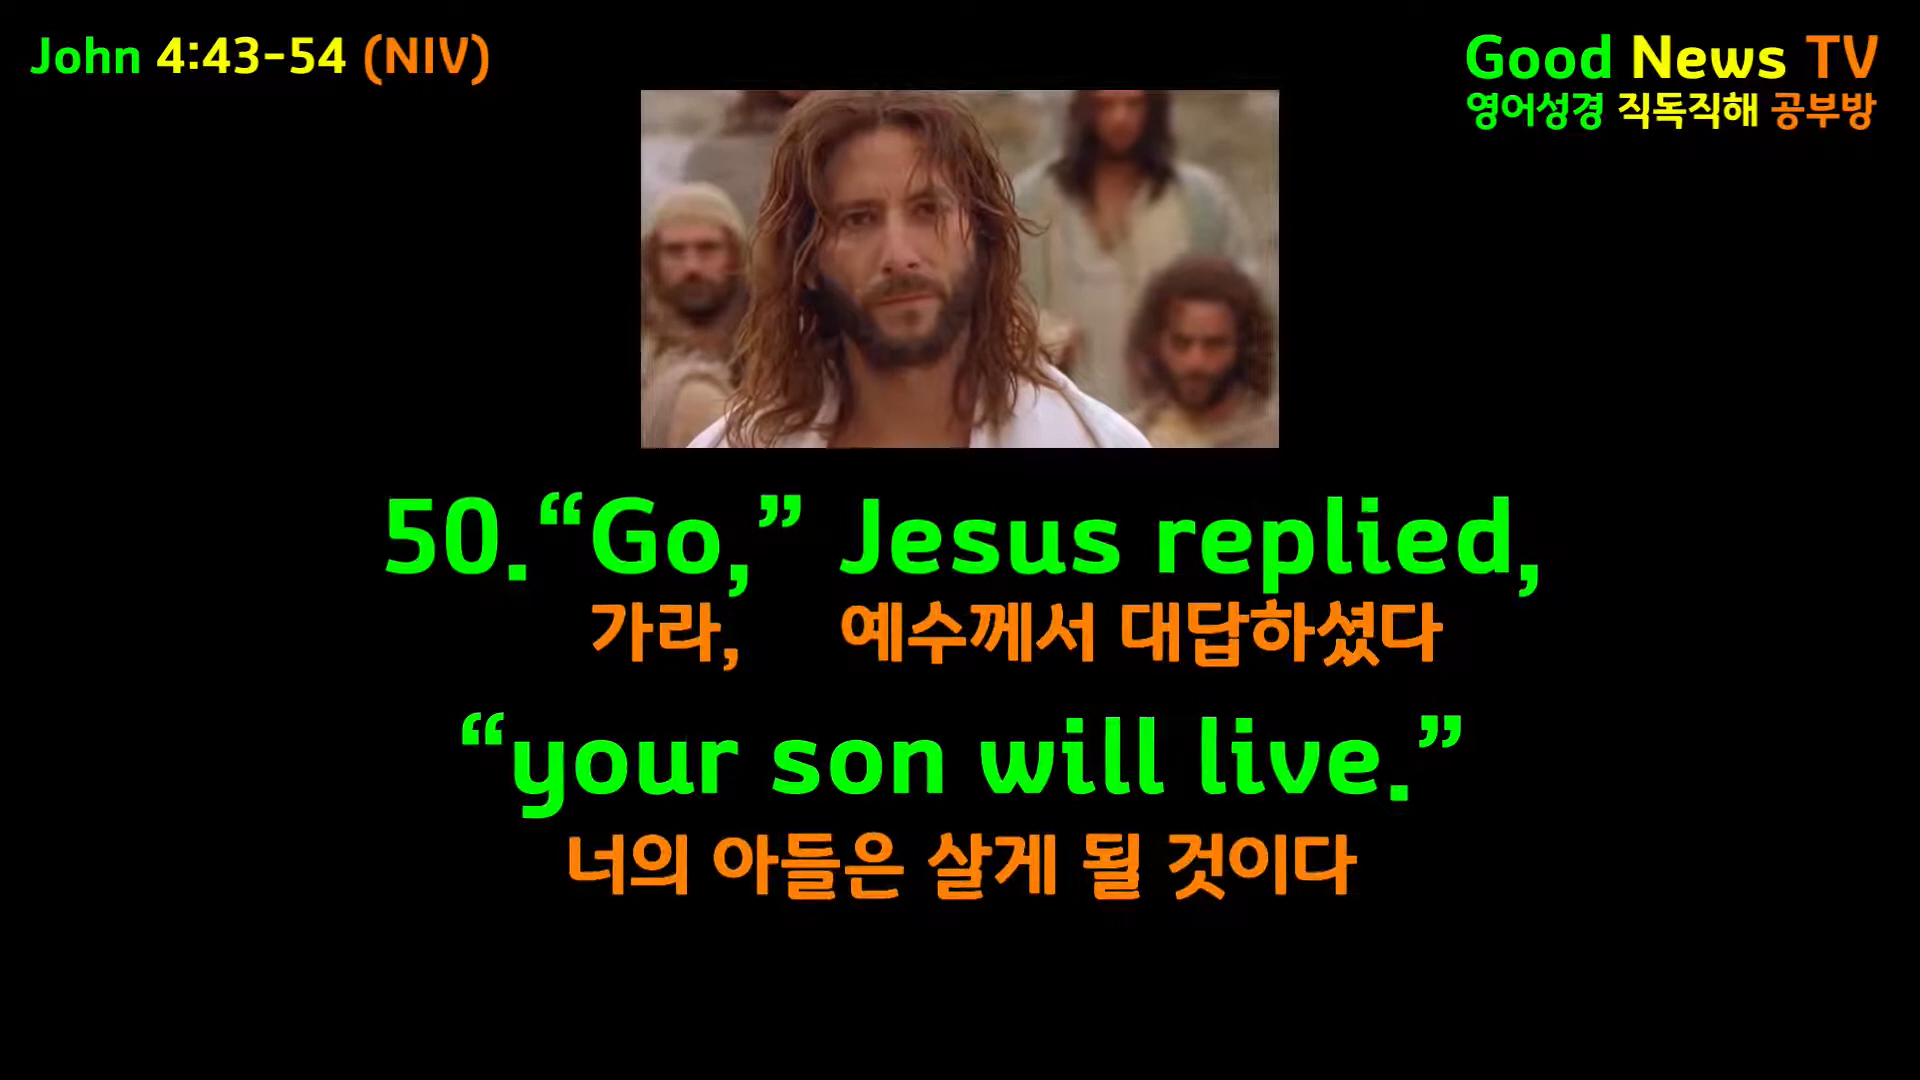 John 4:43-54 (NIV)
Good News TV
영어성경 직독직해 공부방
50.“Go,” Jesus replied,
가라, 예수께서 대답하셨다
“your son will live.”
너의 아들은 살게 될 것이다